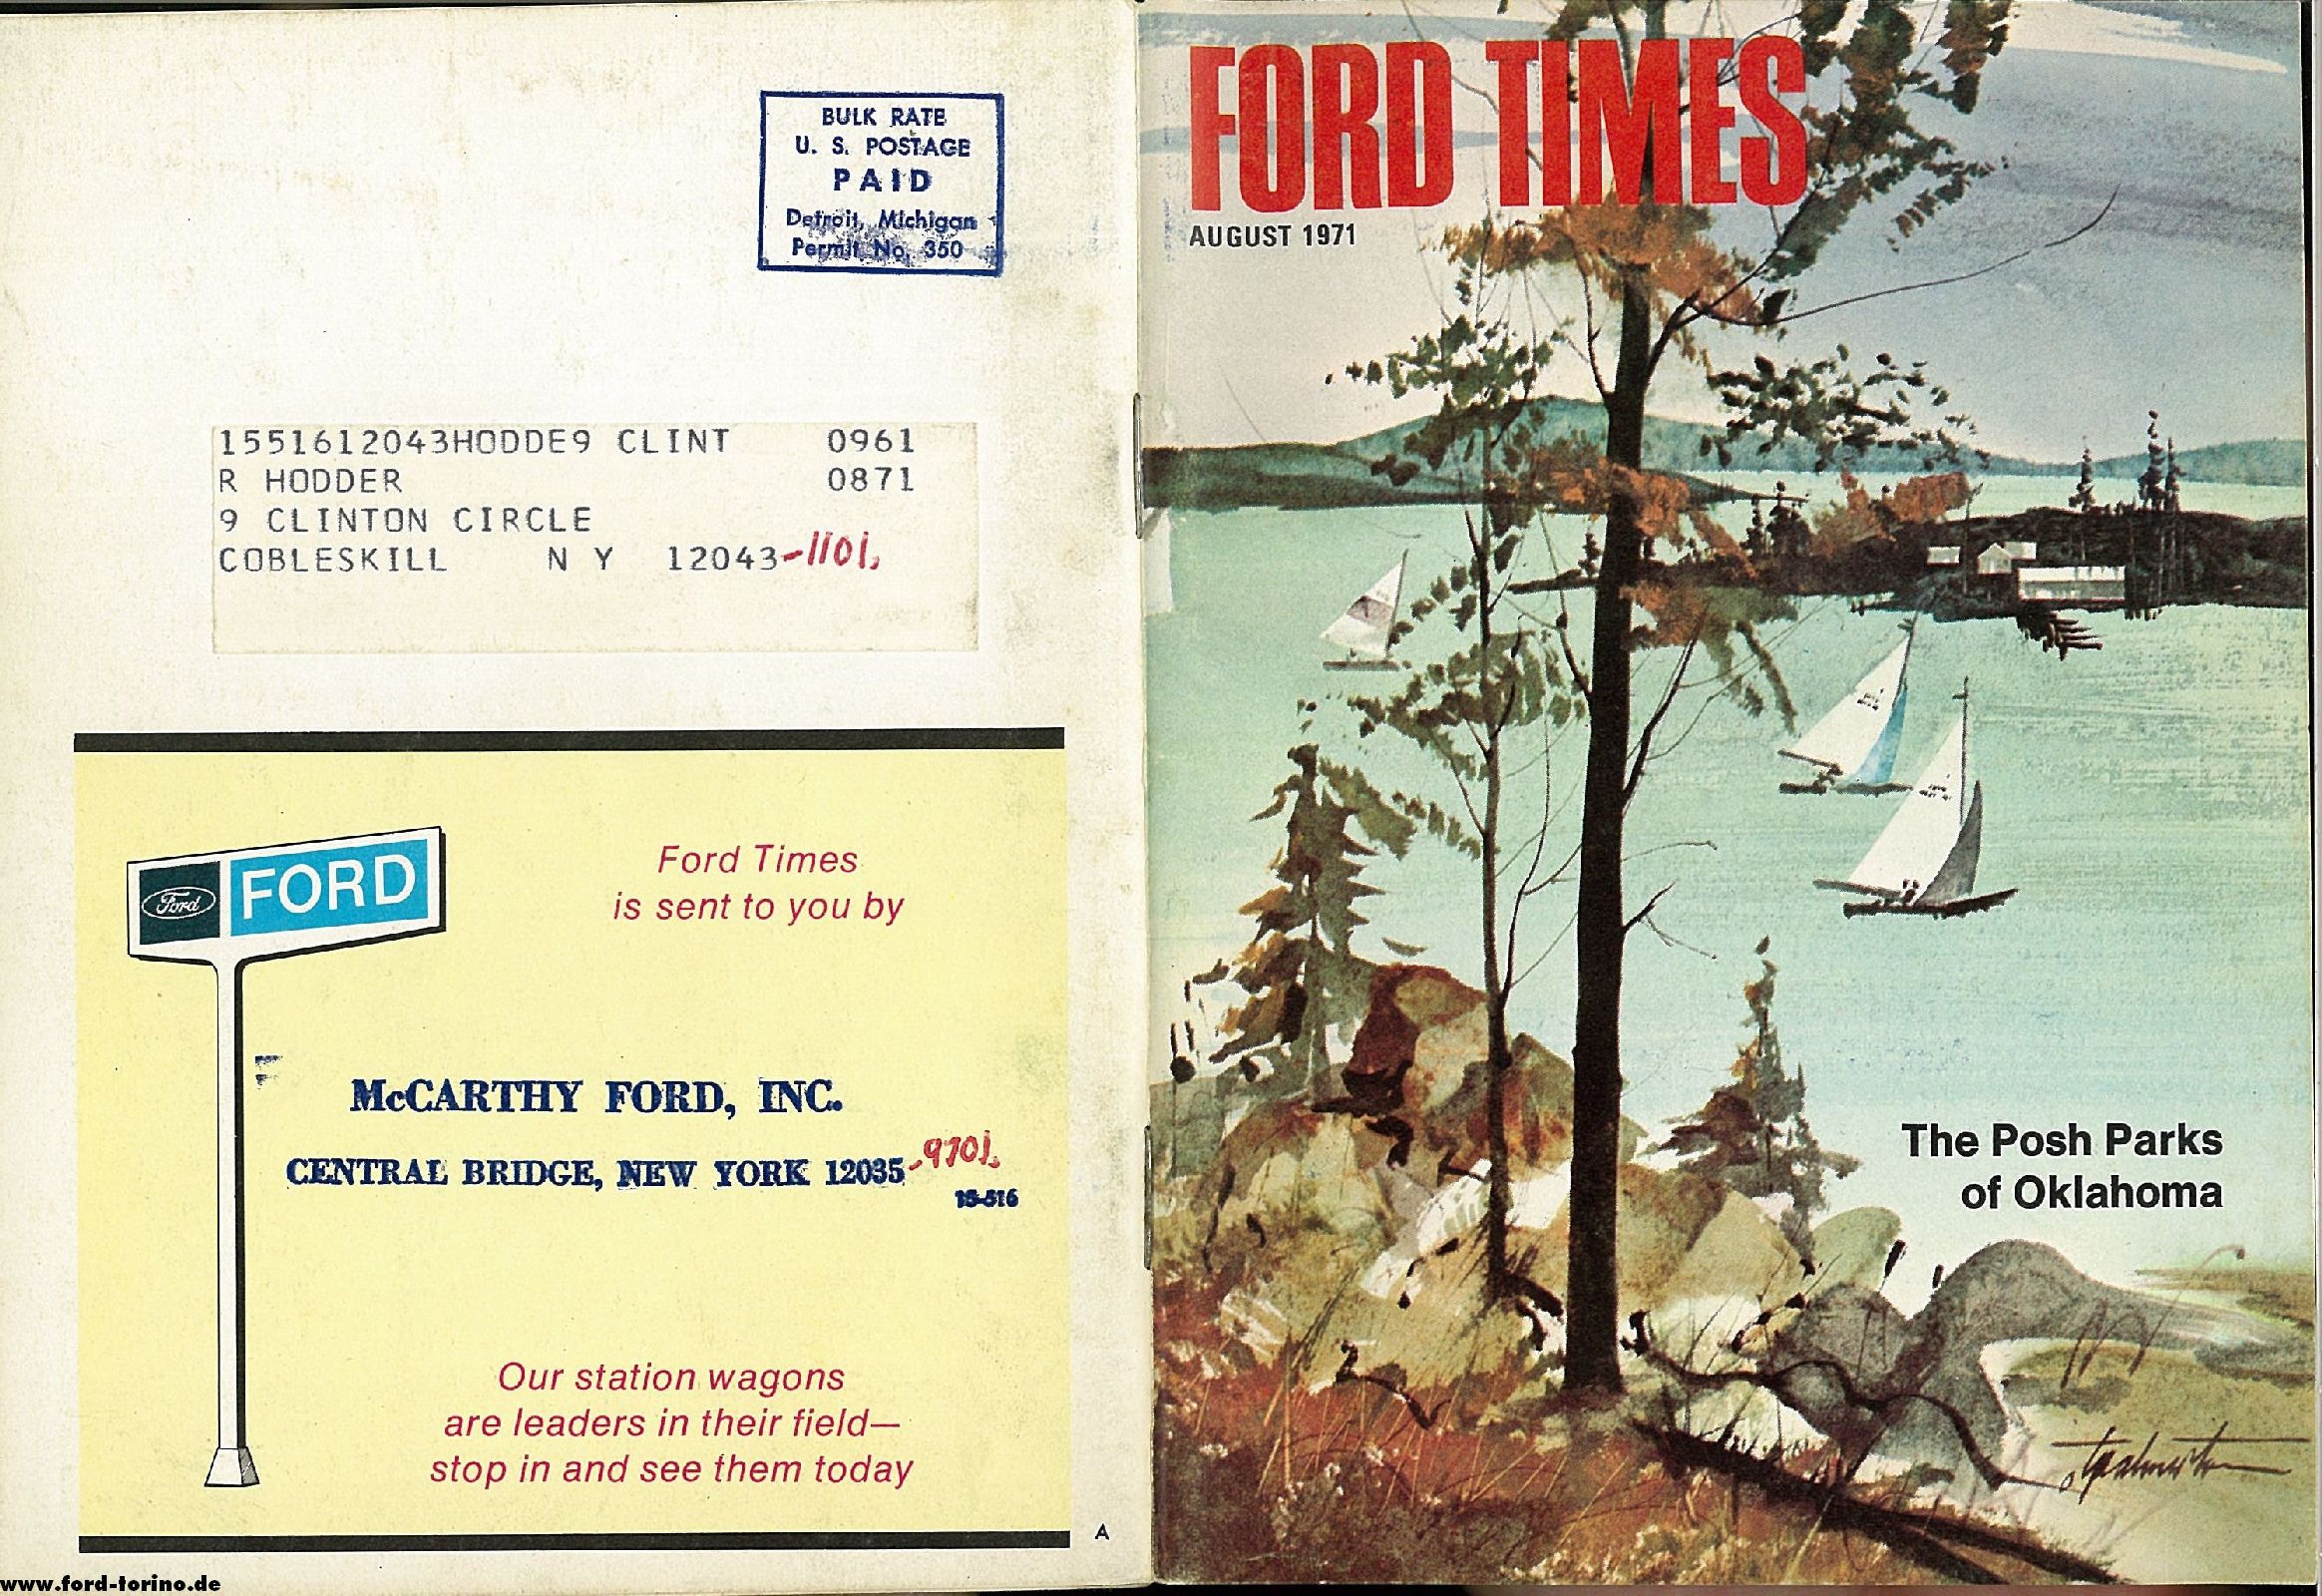 BULK RATE
U. S. POSTAGE
PAID
Detroit, Michigan
Permit No. 350
1551612043HODDE9 CLINT 0961
R HODDER 0871
9 CLINTON CIRCLE
COBLESKILL N Y 12043-1101
Ford FORD
Ford Times
is sent to you by
McCARTHY FORD, INC.
CENTRAL BRIDGE, NEW YORK 12035-9701
15-516
Our station wagons
are leaders in their field—
stop in and see them today
A
www.ford-torino.de
FORD TIMES
AUGUST 1971
The Posh Parks
of Oklahoma